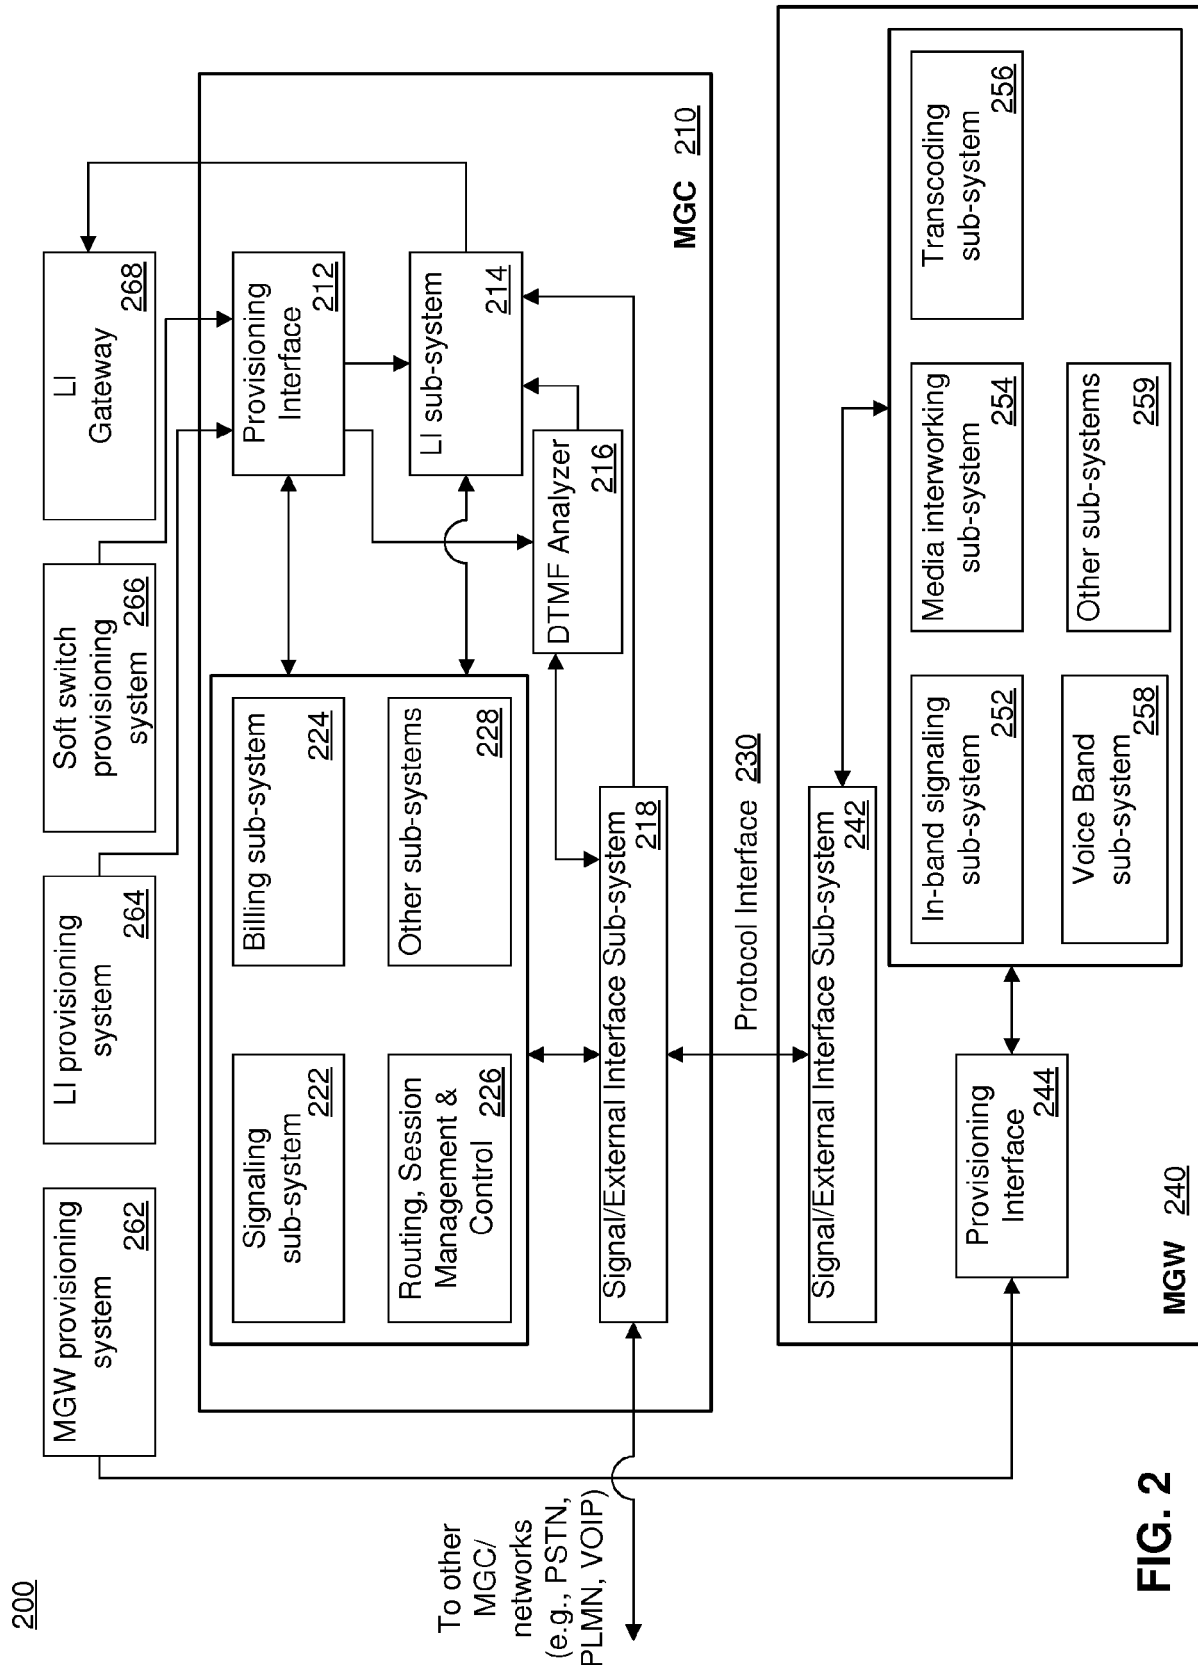 200
MGW provisioning
system
262
LI provisioning
system
264
Soft switch
provisioning
system
266
LI
Gateway
268
Signaling
sub-system
222
Billing sub-system
224
Routing, Session
Management &
Control
226
Other sub-systems
228
Provisioning
Interface
212
LI sub-system
214
DTMF Analyzer
216
Signal/External Interface Sub-system
218
MGC 210
To other
MGC/
networks
(e.g., PSTN,
PLMN, VOIP)
Protocol Interface 230
Signal/External Interface Sub-system
242
Provisioning
Interface
244
In-band signaling
sub-system
252
Media interworking
sub-system
254
Transcoding
sub-system
256
Voice Band
sub-system
258
Other sub-systems
259
MGW 240
FIG. 2